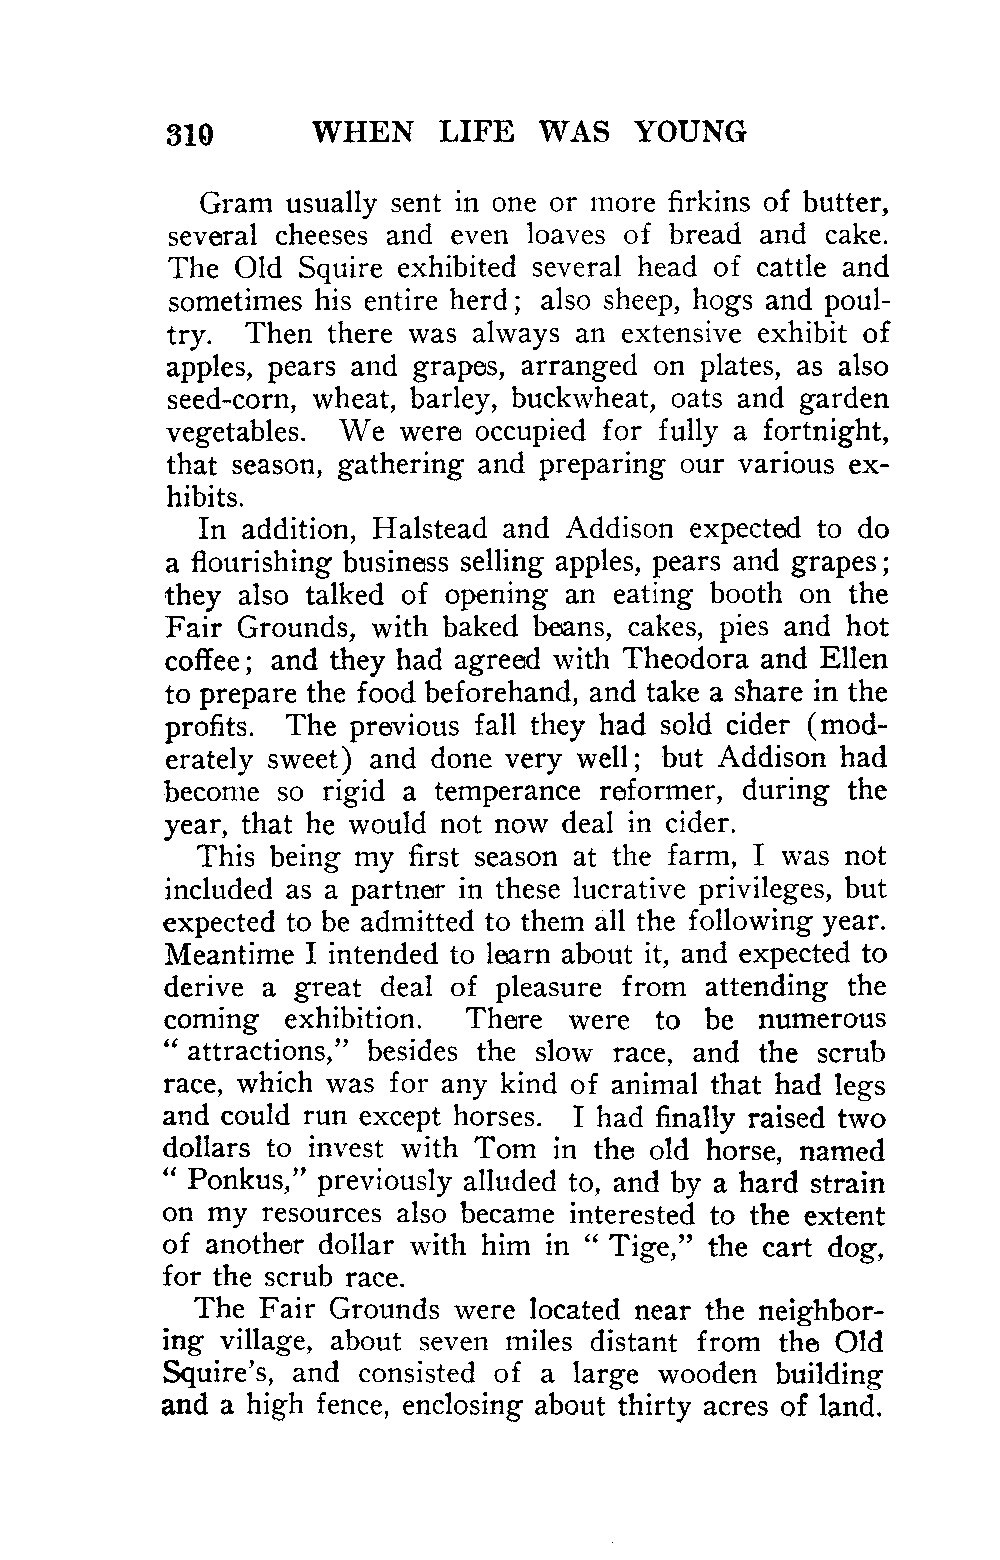 310 WHEN LIFE WAS YOUNG
Gram usually sent in one or more firkins of butter,
several cheeses and even loaves of bread and cake.
The Old Squire exhibited several head of cattle and
sometimes his entire herd; also sheep, hogs and poul-
try. Then there was always an extensive exhibit of
apples, pears and grapes, arranged on plates, as also
seed-corn, wheat, barley, buckwheat, oats and garden
vegetables. We were occupied for fully a fortnight,
that season, gathering and preparing our various ex-
hibits.
In addition, Halstead and Addison expected to do
a flourishing business selling apples, pears and grapes;
they also talked of opening an eating booth on the
Fair Grounds, with baked beans, cakes, pies and hot
coffee; and they had agreed with Theodora and Ellen
to prepare the food beforehand, and take a share in the
profits. The previous fall they had sold cider (mod-
erately sweet) and done very well; but Addison had
become so rigid a temperance reformer, during the
year, that he would not now deal in cider.
This being my first season at the farm, I was not
included as a partner in these lucrative privileges, but
expected to be admitted to them all the following year.
Meantime I intended to learn about it, and expected to
derive a great deal of pleasure from attending the
coming exhibition. There were to be numerous
“ attractions,” besides the slow race, and the scrub
race, which was for any kind of animal that had legs
and could run except horses. I had finally raised two
dollars to invest with Tom in the old horse, named
“ Ponkus,” previously alluded to, and by a hard strain
on my resources also became interested to the extent
of another dollar with him in “ Tige,” the cart dog,
for the scrub race.
The Fair Grounds were located near the neighbor-
ing village, about seven miles distant from the Old
Squire's, and consisted of a large wooden building
and a high fence, enclosing about thirty acres of land.